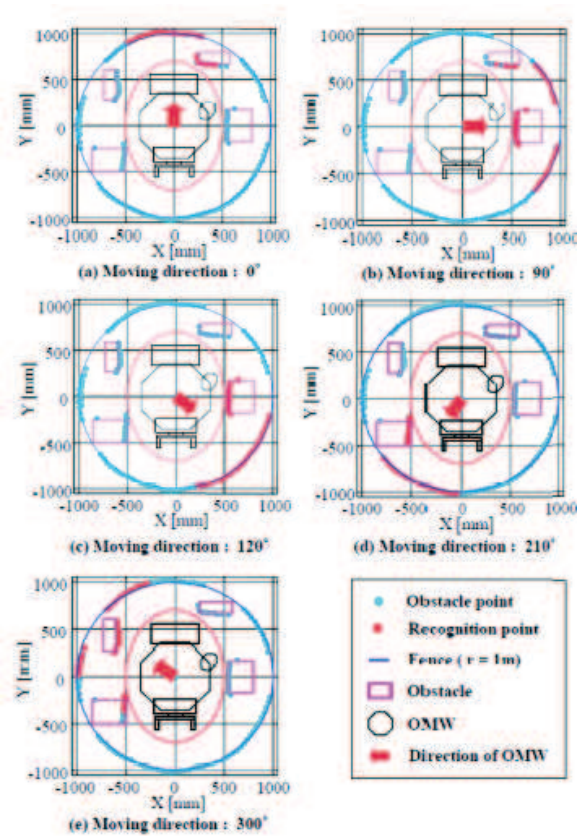 1000
500
0
-500
-1000
Y [mm]
-1000 -500 0 500 1000
X [mm]
(a) Moving direction : 0°
1000
500
0
-500
-1000
Y [mm]
-1000 -500 0 500 1000
X [mm]
(b) Moving direction : 90°
1000
500
0
-500
-1000
Y [mm]
-1000 -500 0 500 1000
X [mm]
(c) Moving direction : 120°
1000
500
0
-500
-1000
Y [mm]
-1000 -500 0 500 1000
X [mm]
(d) Moving direction : 210°
1000
500
0
-500
-1000
Y [mm]
-1000 -500 0 500 1000
X [mm]
(e) Moving direction : 300°
Obstacle point
Recognition point
Fence ( r = 1m)
Obstacle
OMW
Direction of OMW